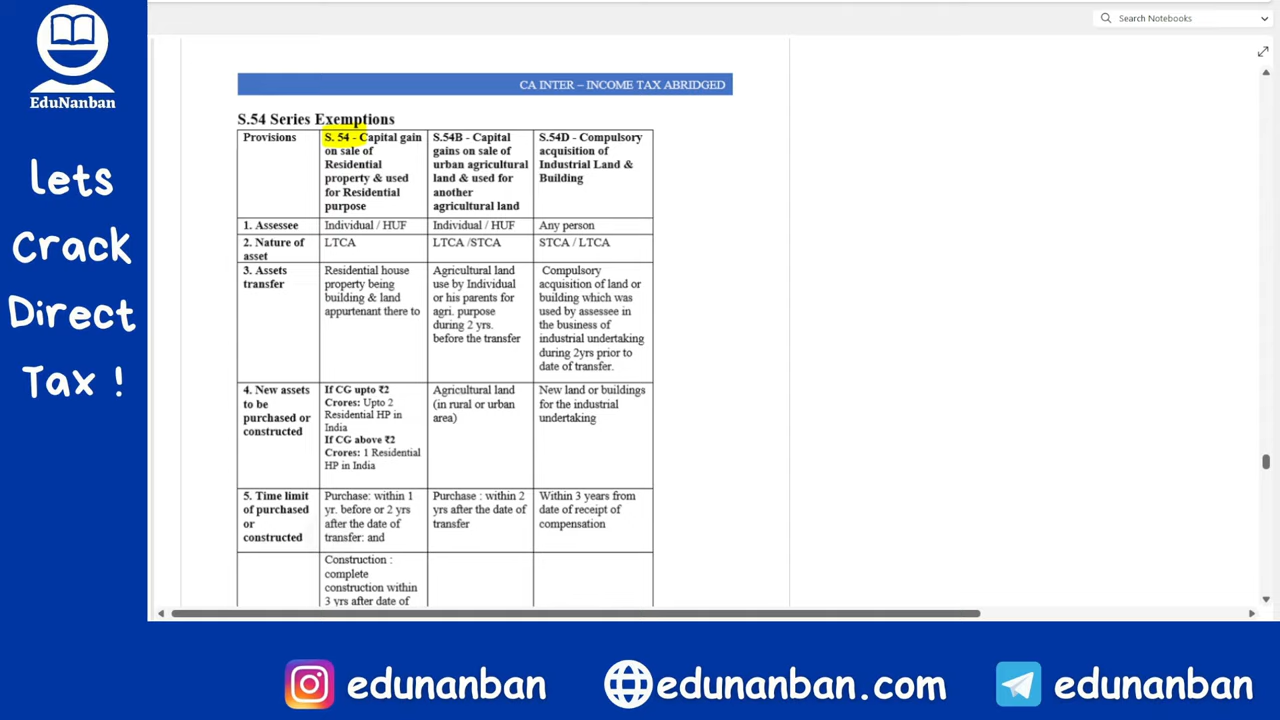 EduNanban
lets
Crack
Direct
Tax !
Search Notebooks
CA INTER – INCOME TAX ABRIDGED
S.54 Series Exemptions
Provisions
S. 54 - Capital gain
on sale of
Residential
property & used
for Residential
purpose
S.54B - Capital
gains on sale of
urban agricultural
land & used for
another
agricultural land
S.54D - Compulsory
acquisition of
Industrial Land &
Building
1. Assessee
Individual / HUF
Individual / HUF
Any person
2. Nature of
asset
LTCA
LTCA /STCA
STCA / LTCA
3. Assets
transfer
Residential house
property being
building & land
appurtenant there to
Agricultural land
use by Individual
or his parents for
agri. purpose
during 2 yrs.
before the transfer
Compulsory
acquisition of land or
building which was
used by assessee in
the business of
industrial undertaking
during 2yrs prior to
date of transfer.
4. New assets
to be
purchased or
constructed
If CG upto ₹2
Crores: Upto 2
Residential HP in
India
If CG above ₹2
Crores: 1 Residential
HP in India
Agricultural land
(in rural or urban
area)
New land or buildings
for the industrial
undertaking
5. Time limit
of purchased
or
constructed
Purchase: within 1
yr. before or 2 yrs
after the date of
transfer: and
Purchase : within 2
yrs after the date of
transfer
Within 3 years from
date of receipt of
compensation
Construction :
complete
construction within
3 yrs after date of
edunanban
edunanban.com
edunanban